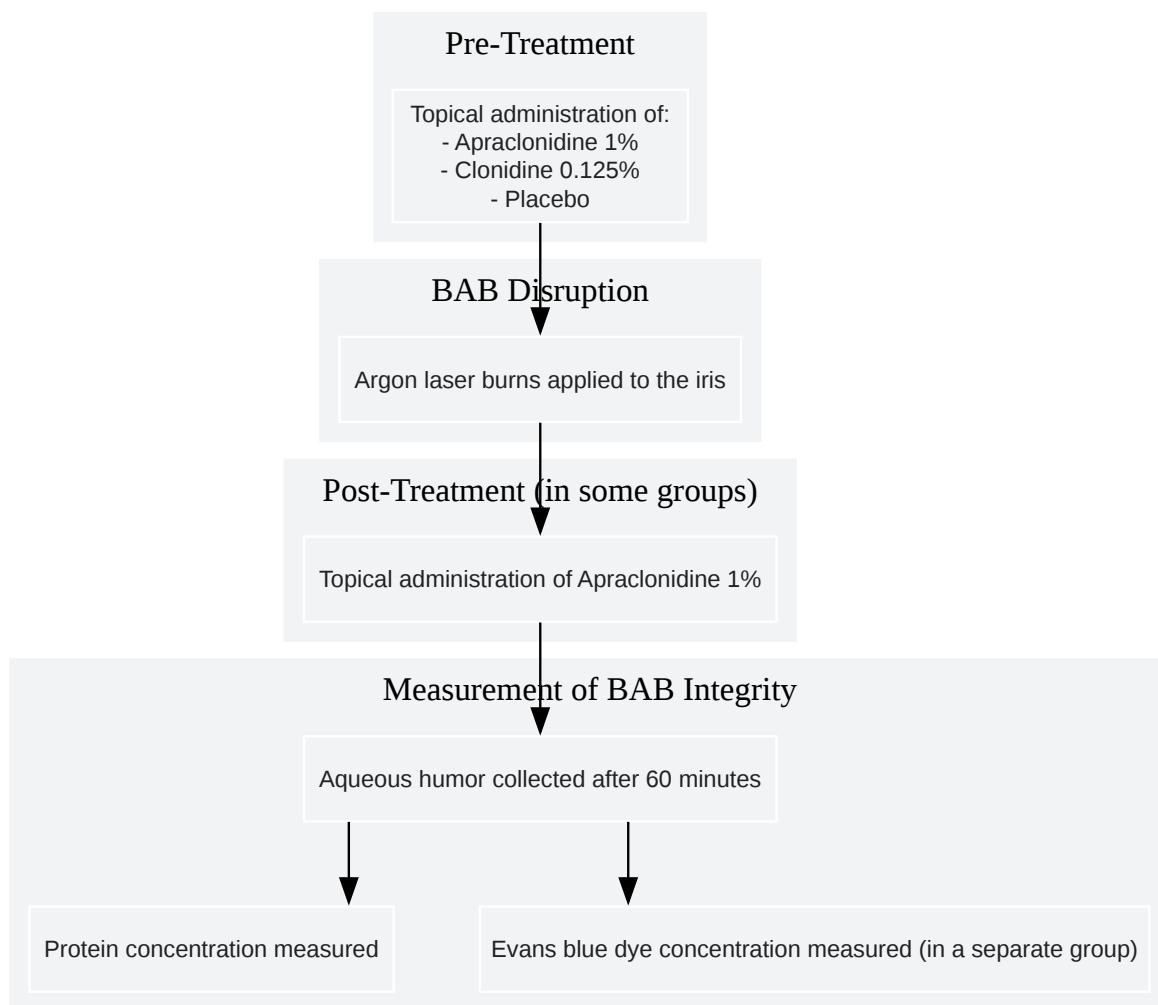 Pre-Treatment
Topical administration of:
- Apraclonidine 1%
- Clonidine 0.125%
- Placebo
BAB Disruption
Argon laser burns applied to the iris
Post-Treatment (in some groups)
Topical administration of Apraclonidine 1%
Measurement of BAB Integrity
Aqueous humor collected after 60 minutes
Protein concentration measured
Evans blue dye concentration measured (in a separate group)